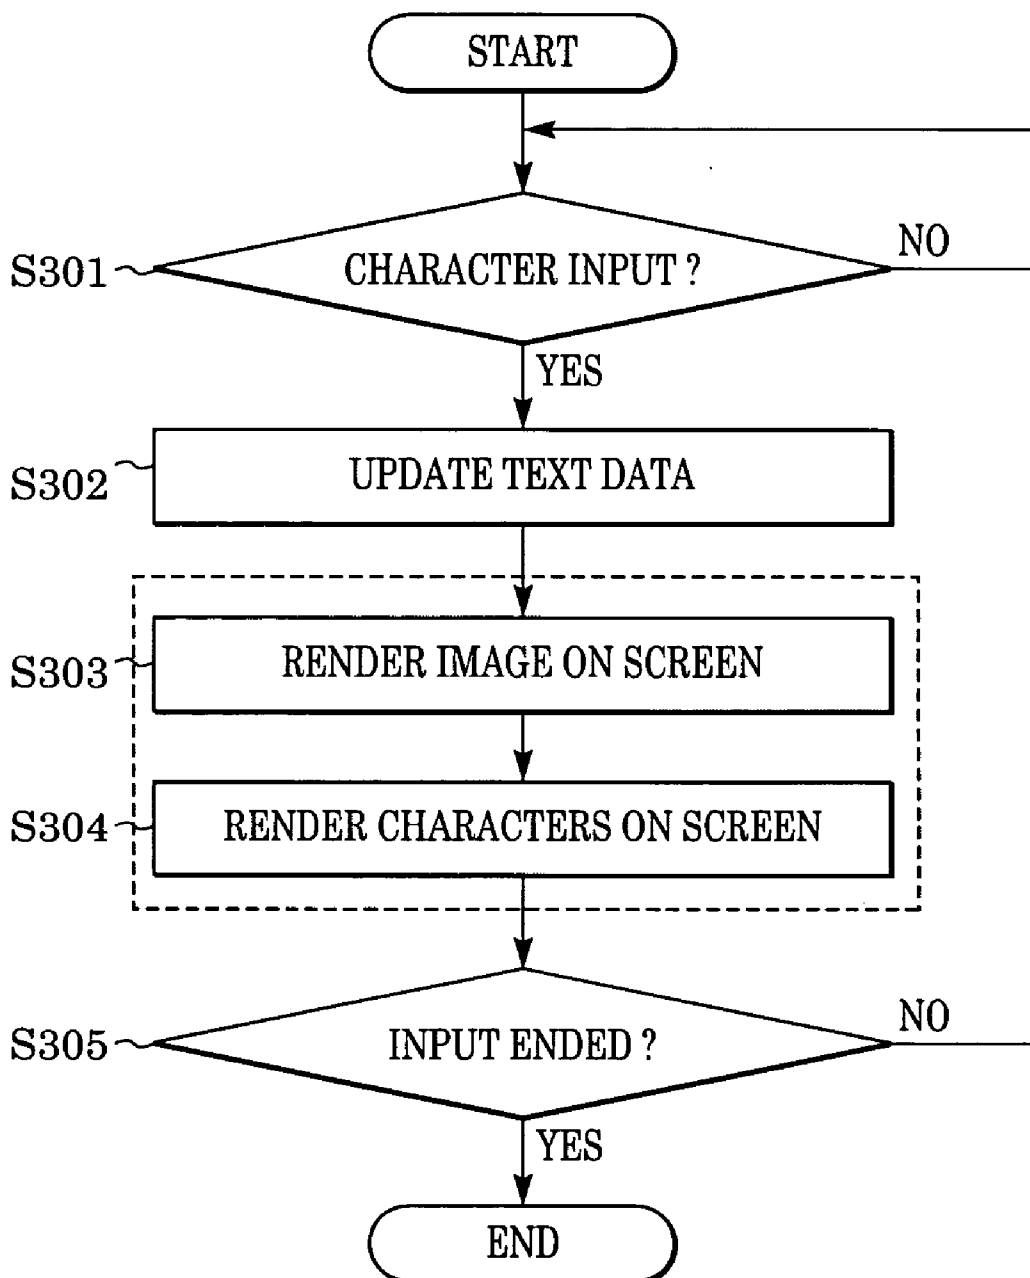 START
S301
CHARACTER INPUT ?
NO
YES
S302
UPDATE TEXT DATA
S303
RENDER IMAGE ON SCREEN
S304
RENDER CHARACTERS ON SCREEN
S305
INPUT ENDED ?
NO
YES
END